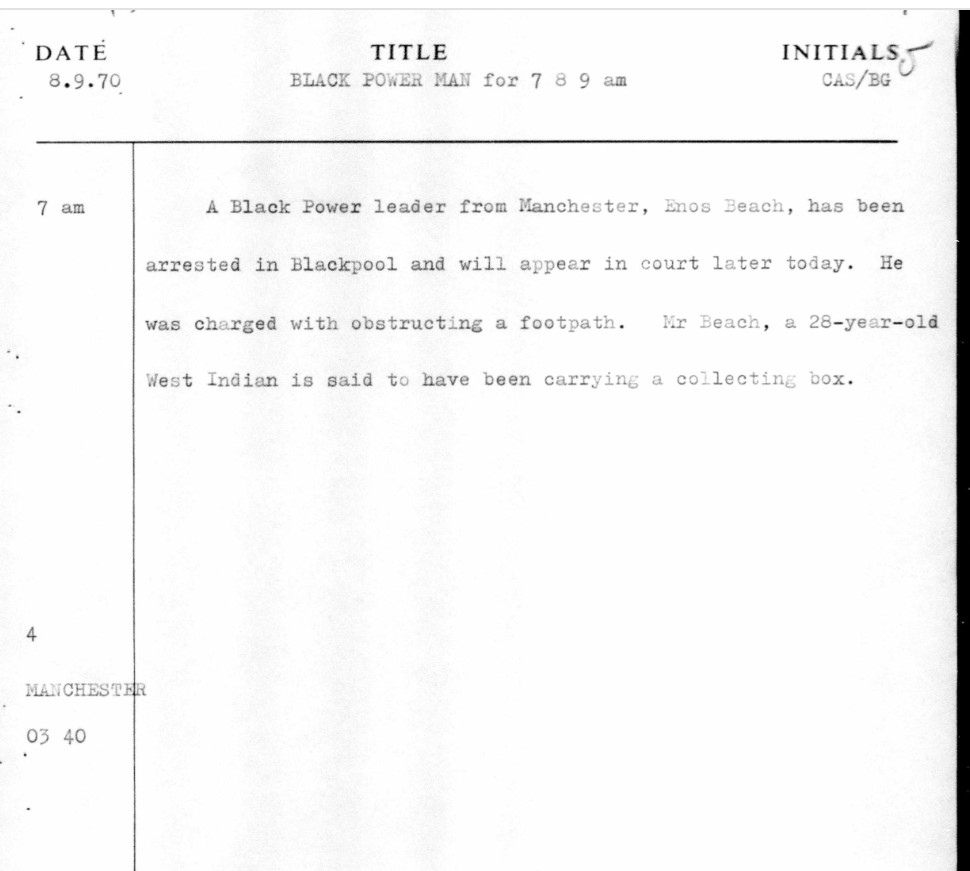 DATE TITLE INITIALS 5
8.9.70 BLACK POWER MAN for 7 8 9 am CAS/BG
7 am A Black Power leader from Manchester, Enos Beach, has been
arrested in Blackpool and will appear in court later today. He
was charged with obstructing a footpath. Mr Beach, a 28-year-old
West Indian is said to have been carrying a collecting box.
4
MANCHESTER
03 40